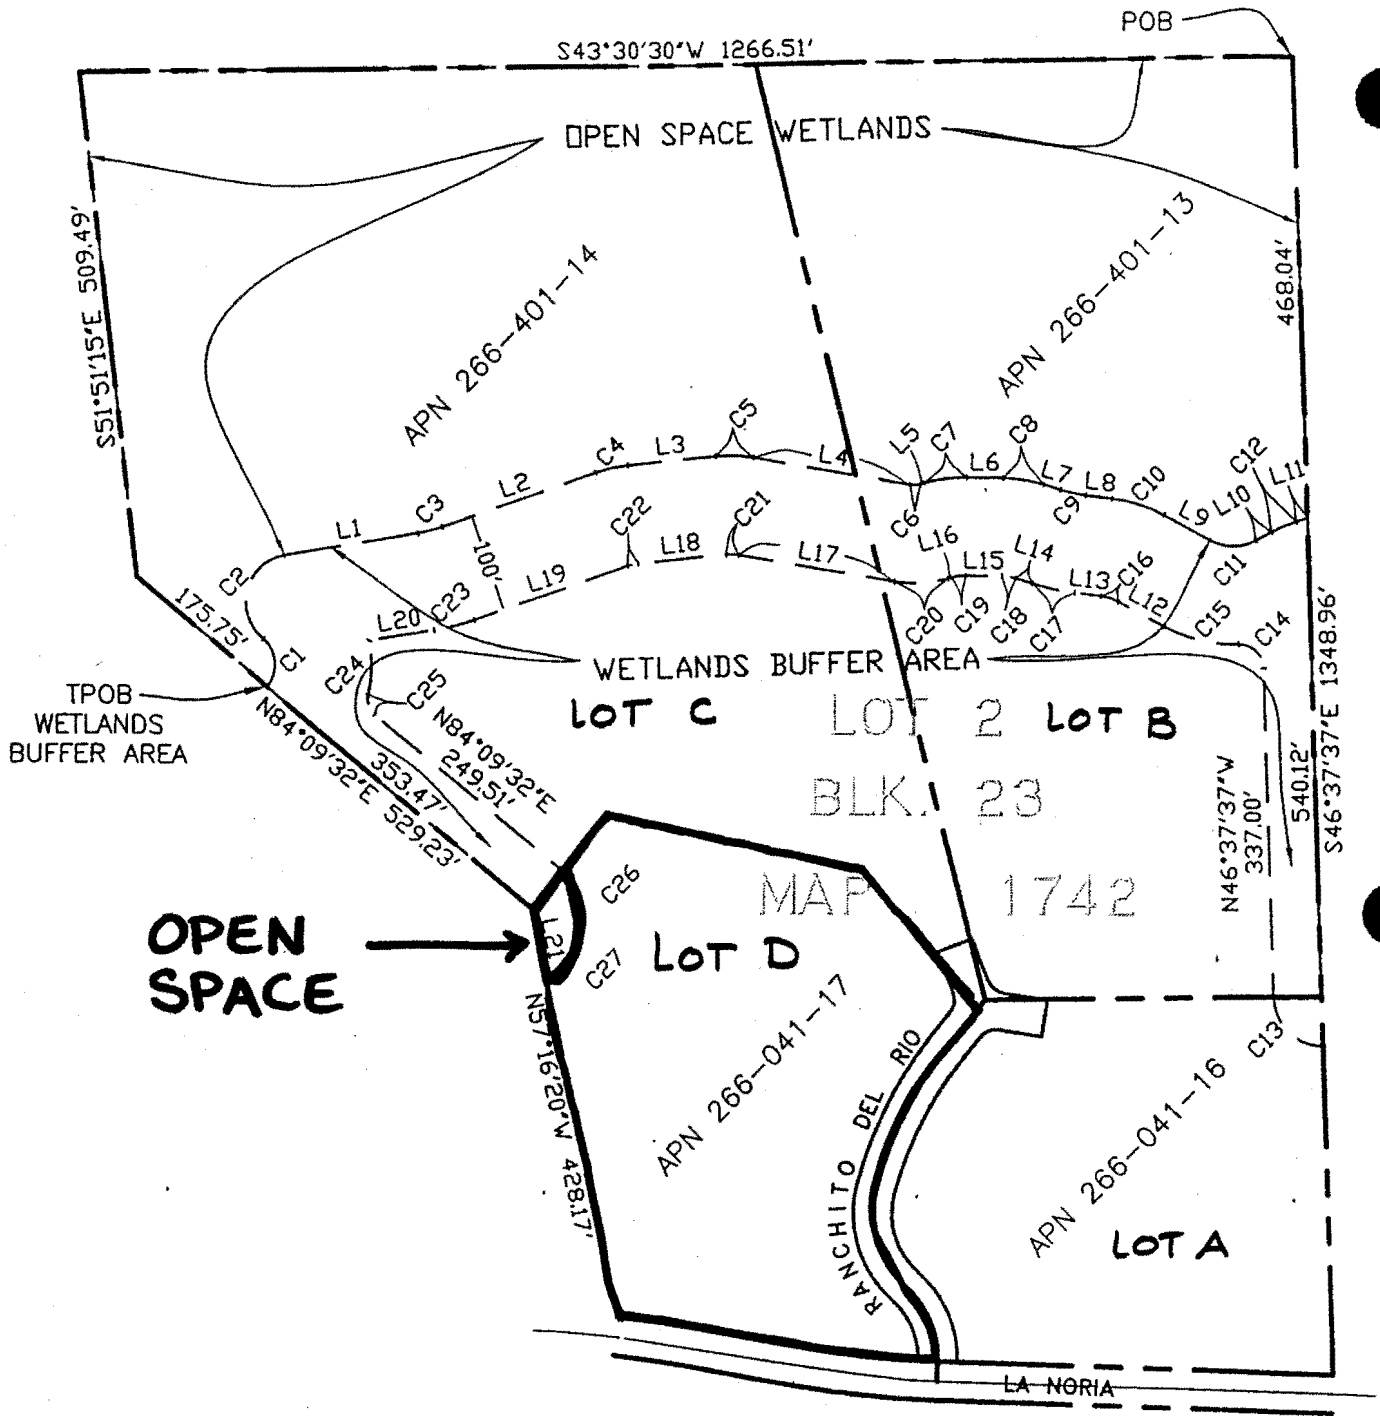 POB
S43°30'30"W 1266.51'
OPEN SPACE WETLANDS
S51°51'15"E 509.49'
468.04'
APN 266-401-14
APN 266-401-13
C5
C4
L3
L4
L5
C7
L6
C8
L7
L8
C10
C9
L9
C12
L11
L10
C11
C6
L2
C3
L1
C2
100'
C22
L18
C21
L17
L16
L15
L14
L13
C16
L12
C15
C14
C20
C19
C18
C17
L19
C23
L20
C24
C25
C1
175.75'
TPOB
WETLANDS
BUFFER AREA
WETLANDS BUFFER AREA
LOT C
LOT 2
LOT B
BLK. 23
MAP 1742
N84°09'32"E
249.51'
353.47'
N84°09'32"E 529.23'
540.12'
S46°37'37"E 1348.96'
N46°37'37"W
337.00'
OPEN
SPACE
L21
C26
C27
LOT D
N57°16'20"W 428.17'
APN 266-041-17
RANCHITO DEL RIO
C13
APN 266-041-16
LOT A
LA NORIA